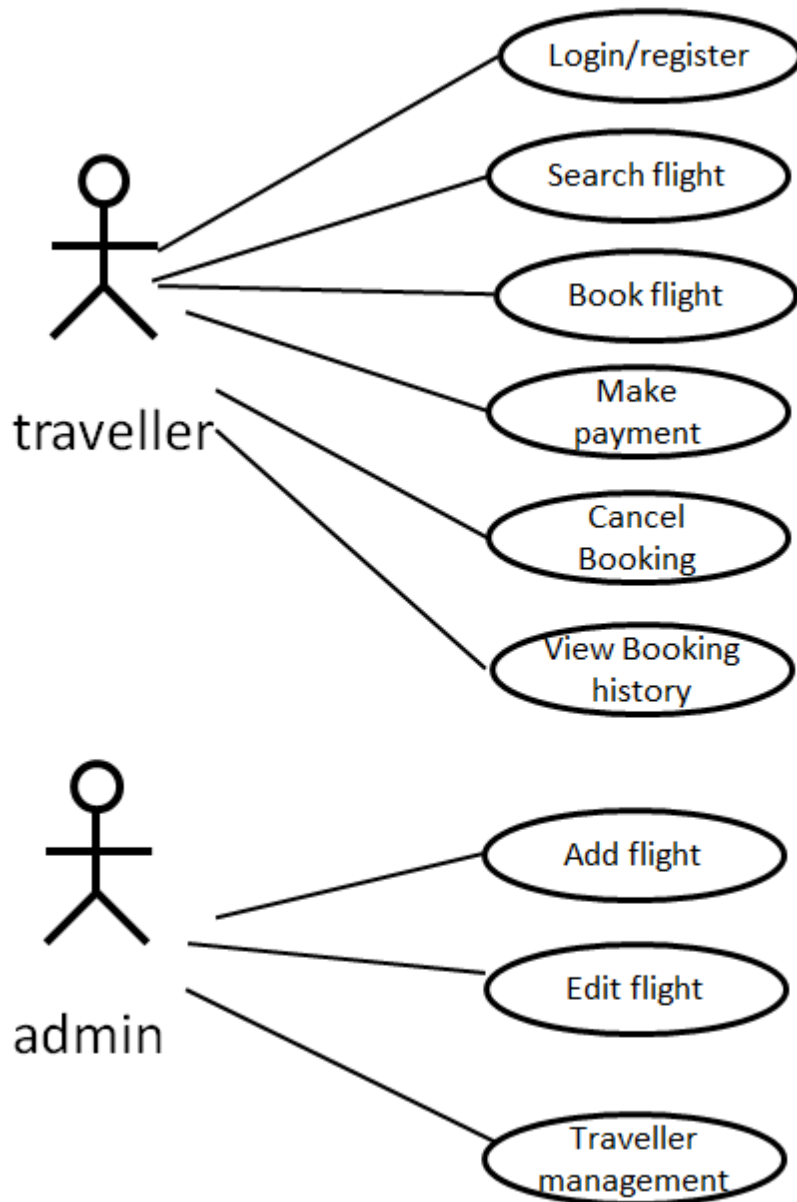 Login/register
Search flight
Book flight
Make
payment
traveller
Cancel
Booking
View Booking
history
Add flight
Edit flight
admin
Traveller
management